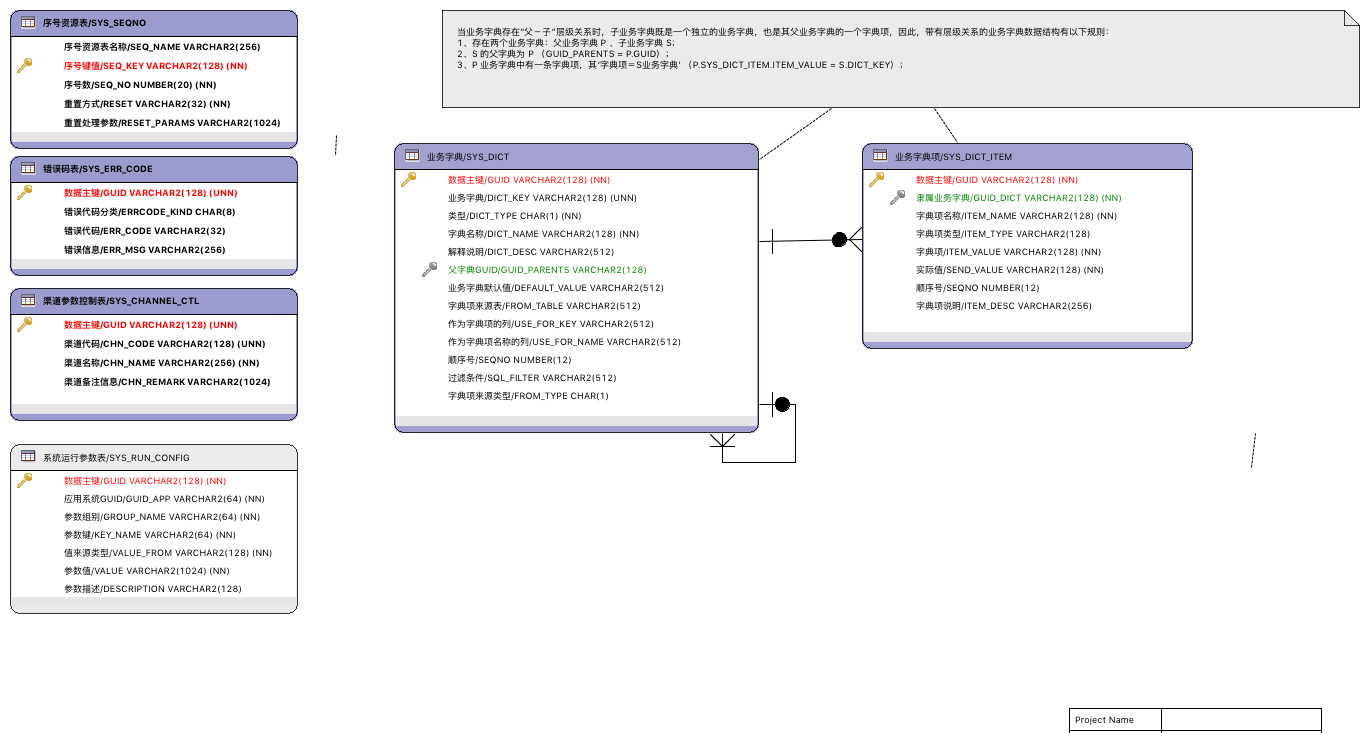 序号资源表/SYS_SEQNO
序号资源表名称/SEQ_NAME VARCHAR2(256)
序号键值/SEQ_KEY VARCHAR2(128) (NN)
序号数/SEQ_NO NUMBER(20) (NN)
重置方式/RESET VARCHAR2(32) (NN)
重置处理参数/RESET_PARAMS VARCHAR2(1024)
错误码表/SYS_ERR_CODE
数据主键/GUID VARCHAR2(128) (UNN)
错误代码分类/ERRCODE_KIND CHAR(8)
错误代码/ERR_CODE VARCHAR2(32)
错误信息/ERR_MSG VARCHAR2(256)
渠道参数控制表/SYS_CHANNEL_CTL
数据主键/GUID VARCHAR2(128) (UNN)
渠道代码/CHN_CODE VARCHAR2(128) (UNN)
渠道名称/CHN_NAME VARCHAR2(256) (NN)
渠道备注信息/CHN_REMARK VARCHAR2(1024)
系统运行参数表/SYS_RUN_CONFIG
数据主键/GUID VARCHAR2(128) (NN)
应用系统GUID/GUID_APP VARCHAR2(64) (NN)
参数组别/GROUP_NAME VARCHAR2(64) (NN)
参数键/KEY_NAME VARCHAR2(64) (NN)
值来源类型/VALUE_FROM VARCHAR2(128) (NN)
参数值/VALUE VARCHAR2(1024) (NN)
参数描述/DESCRIPTION VARCHAR2(128)
当业务字典存在“父－子”层级关系时，子业务字典既是一个独立的业务字典，也是其父业务字典的一个字典项，因此，带有层级关系的业务字典数据结构有以下规则：
1、存在两个业务字典：父业务字典 P 、子业务字典 S;
2、S 的父字典为 P （GUID_PARENTS = P.GUID）;
3、P 业务字典中有一条字典项，其‘字典项＝S业务字典’ （P.SYS_DICT_ITEM.ITEM_VALUE = S.DICT_KEY）;
业务字典/SYS_DICT
数据主键/GUID VARCHAR2(128) (NN)
业务字典/DICT_KEY VARCHAR2(128) (UNN)
类型/DICT_TYPE CHAR(1) (NN)
字典名称/DICT_NAME VARCHAR2(128) (NN)
解释说明/DICT_DESC VARCHAR2(512)
父字典GUID/GUID_PARENTS VARCHAR2(128)
业务字典默认值/DEFAULT_VALUE VARCHAR2(512)
字典项来源表/FROM_TABLE VARCHAR2(512)
作为字典项的列/USE_FOR_KEY VARCHAR2(512)
作为字典项名称的列/USE_FOR_NAME VARCHAR2(512)
顺序号/SEQNO NUMBER(12)
过滤条件/SQL_FILTER VARCHAR2(512)
字典项来源类型/FROM_TYPE CHAR(1)
业务字典项/SYS_DICT_ITEM
数据主键/GUID VARCHAR2(128) (NN)
隶属业务字典/GUID_DICT VARCHAR2(128) (NN)
字典项名称/ITEM_NAME VARCHAR2(128) (NN)
字典项类型/ITEM_TYPE VARCHAR2(128)
字典项/ITEM_VALUE VARCHAR2(128) (NN)
实际值/SEND_VALUE VARCHAR2(128) (NN)
顺序号/SEQNO NUMBER(12)
字典项说明/ITEM_DESC VARCHAR2(256)
Project Name